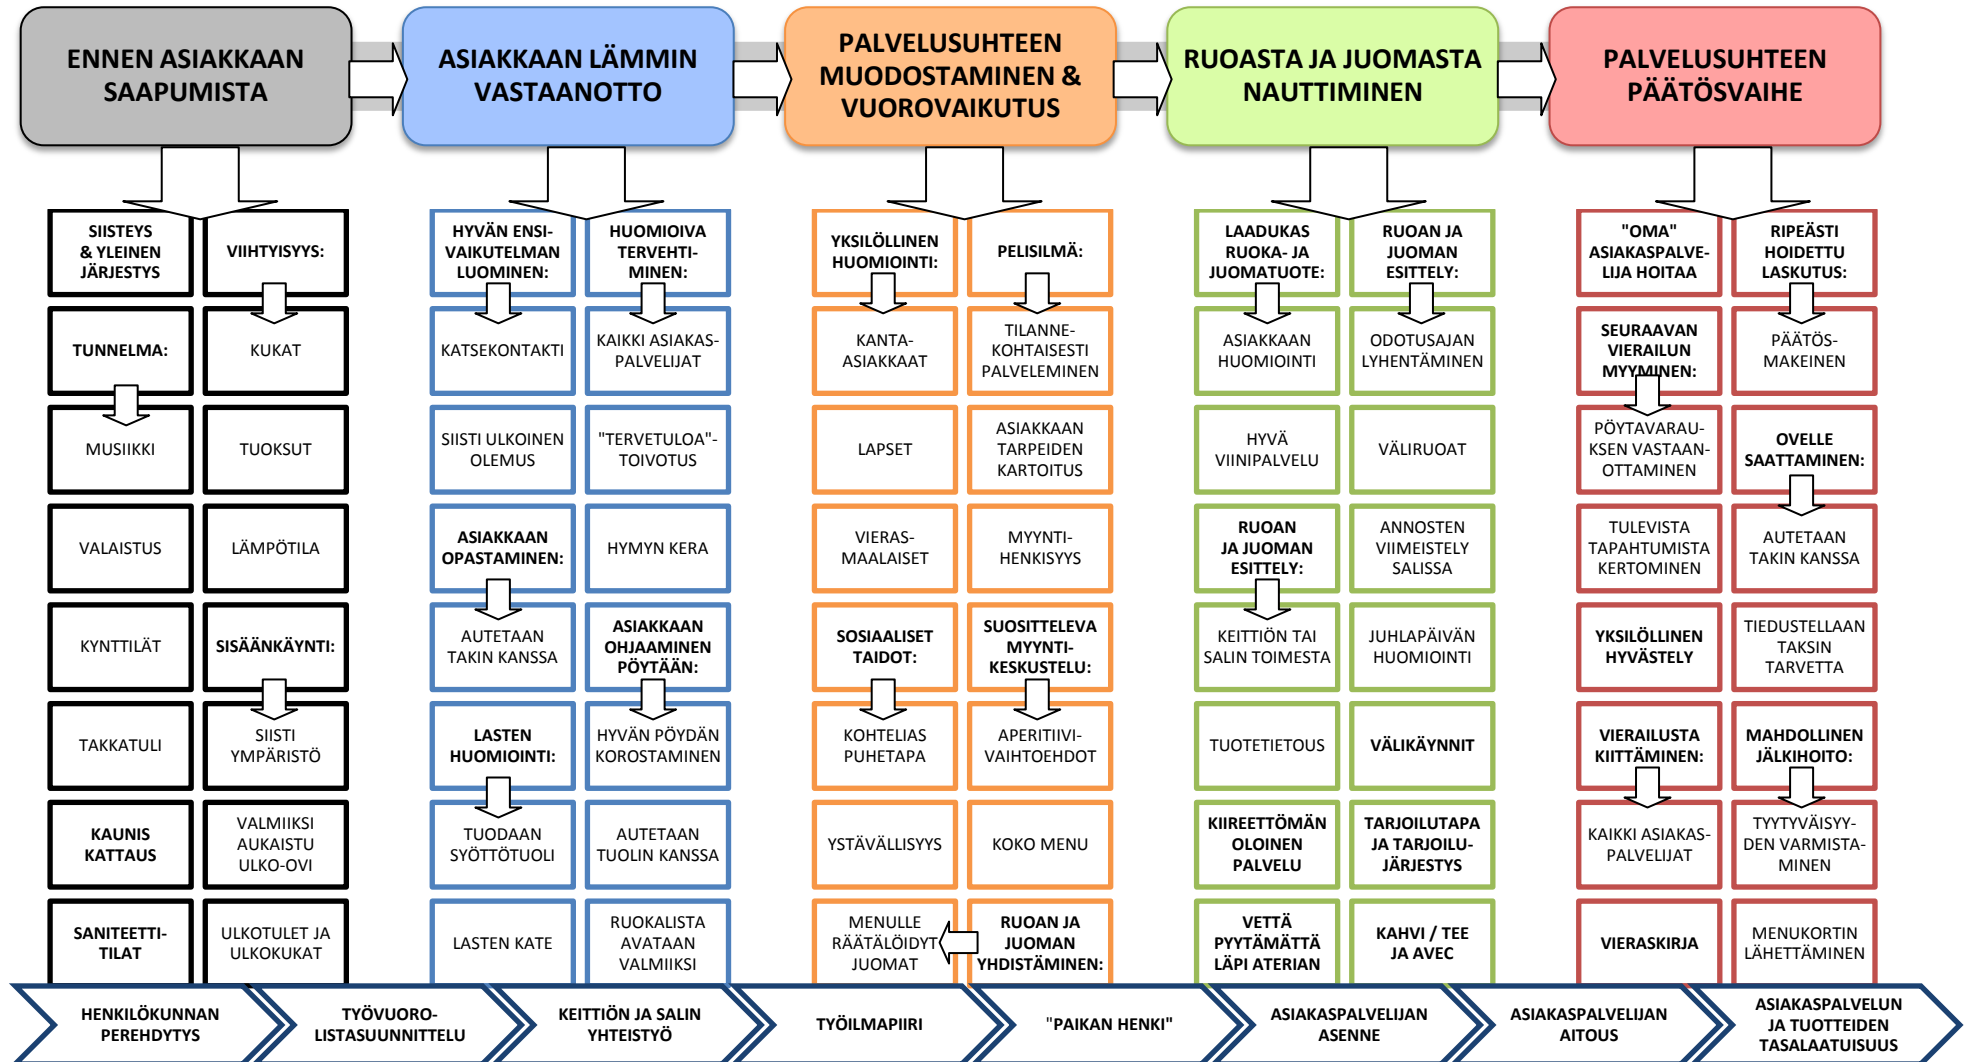 ENNEN ASIAKKAAN
SAAPUMISTA
ASIAKKAAN LÄMMIN
VASTAANOTTO
PALVELUSUHTEEN
MUODOSTAMINEN &
VUOROVAIKUTUS
RUOASTA JA JUOMASTA
NAUTTIMINEN
PALVELUSUHTEEN
PÄÄTÖSVAIHE
SIISTEYS
& YLEINEN
JÄRJESTYS
TUNNELMA:
MUSIIKKI
VALAISTUS
KYNTTILÄT
TAKKATULI
KAUNIS
KATTAUS
SANITEETTI-
TILAT
VIIHTYISYYS:
KUKAT
TUOKSUT
LÄMPÖTILA
SISÄÄNKÄYNTI:
SIISTI
YMPÄRISTÖ
VALMIIKSI
AUKAISTU
ULKO-OVI
ULKOTULET JA
ULKOKUKAT
HYVÄN ENSI-
VAIKUTELMAN
LUOMINEN:
KATSEKONTAKTI
SIISTI ULKOINEN
OLEMUS
ASIAKKAAN
OPASTAMINEN:
AUTETAAN
TAKIN KANSSA
LASTEN
HUOMIOINTI:
TUODAAN
SYÖTTÖTUOLI
LASTEN KATE
HUOMIOIVA
TERVEHTI-
MINEN:
KAIKKI ASIAKAS-
PALVELIJAT
"TERVETULOA"-
TOIVOTUS
HYMYN KERA
ASIAKKAAN
OHJAAMINEN
PÖYTÄÄN:
HYVÄN PÖYDÄN
KOROSTAMINEN
AUTETAAN
TUOLIN KANSSA
RUOKALISTA
AVATAAN
VALMIIKSI
YKSILÖLLINEN
HUOMIOINTI:
KANTA-
ASIAKKAAT
LAPSET
VIERAS-
MAALAISET
SOSIAALISET
TAIDOT:
KOHTELIAS
PUHETAPA
YSTÄVÄLLISYYS
MENULLE
RÄÄTÄLÖIDYT
JUOMAT
PELISILMÄ:
TILANNE-
KOHTAISESTI
PALVELEMINEN
ASIAKKAAN
TARPEIDEN
KARTOITUS
MYYNTI-
HENKISYYS
SUOSITTELEVA
MYYNTI-
KESKUSTELU:
APERITIIVI-
VAIHTOEHDOT
KOKO MENU
RUOAN JA
JUOMAN
YHDISTÄMINEN:
LAADUKAS
RUOKA- JA
JUOMATUOTE:
ASIAKKAAN
HUOMIOINTI
HYVÄ
VIINIPALVELU
RUOAN
JA JUOMAN
ESITTELY:
KEITTIÖN TAI
SALIN TOIMESTA
TUOTETIETOUS
KIIREETTÖMÄN
OLOINEN
PALVELU
VETTÄ
PYYTÄMÄTTÄ
LÄPI ATERIAN
RUOAN JA
JUOMAN
ESITTELY:
ODOTUSAJAN
LYHENTÄMINEN
VÄLIRUOAT
ANNOSTEN
VIIMEISTELY
SALISSA
JUHLAPÄIVÄN
HUOMIOINTI
VÄLIKÄYNNIT
TARJOILUTAPA
JA TARJOILU-
JÄRJESTYS
KAHVI / TEE
JA AVEC
"OMA"
ASIAKASPALVE-
LIJA HOITAA
SEURAAVAN
VIERAILUN
MYYMINEN:
PÖYTAVARAU-
KSEN VASTAAN-
OTTAMINEN
TULEVISTA
TAPAHTUMISTA
KERTOMINEN
YKSILÖLLINEN
HYVÄSTELY
VIERAILUSTA
KIITTÄMINEN:
KAIKKI ASIAKAS-
PALVELIJAT
VIERASKIRJA
RIPEÄSTI
HOIDETTU
LASKUTUS:
PÄÄTÖS-
MAKEINEN
OVELLE
SAATTAMINEN:
AUTETAAN
TAKIN KANSSA
TIEDUSTELLAAN
TAKSIN
TARVETTA
MAHDOLLINEN
JÄLKIHOITO:
TYYTYVÄISYY-
DEN VARMISTA-
MINEN
MENUKORTIN
LÄHETTÄMINEN
HENKILÖKUNNAN
PEREHDYTYS
TYÖVUORO-
LISTASUUNNITTELU
KEITTIÖN JA SALIN
YHTEISTYÖ
TYÖILMAPIIRI
"PAIKAN HENKI"
ASIAKASPALVELIJAN
ASENNE
ASIAKASPALVELIJAN
AITOUS
ASIAKASPALVELUN
JA TUOTTEIDEN
TASALAATUISUUS